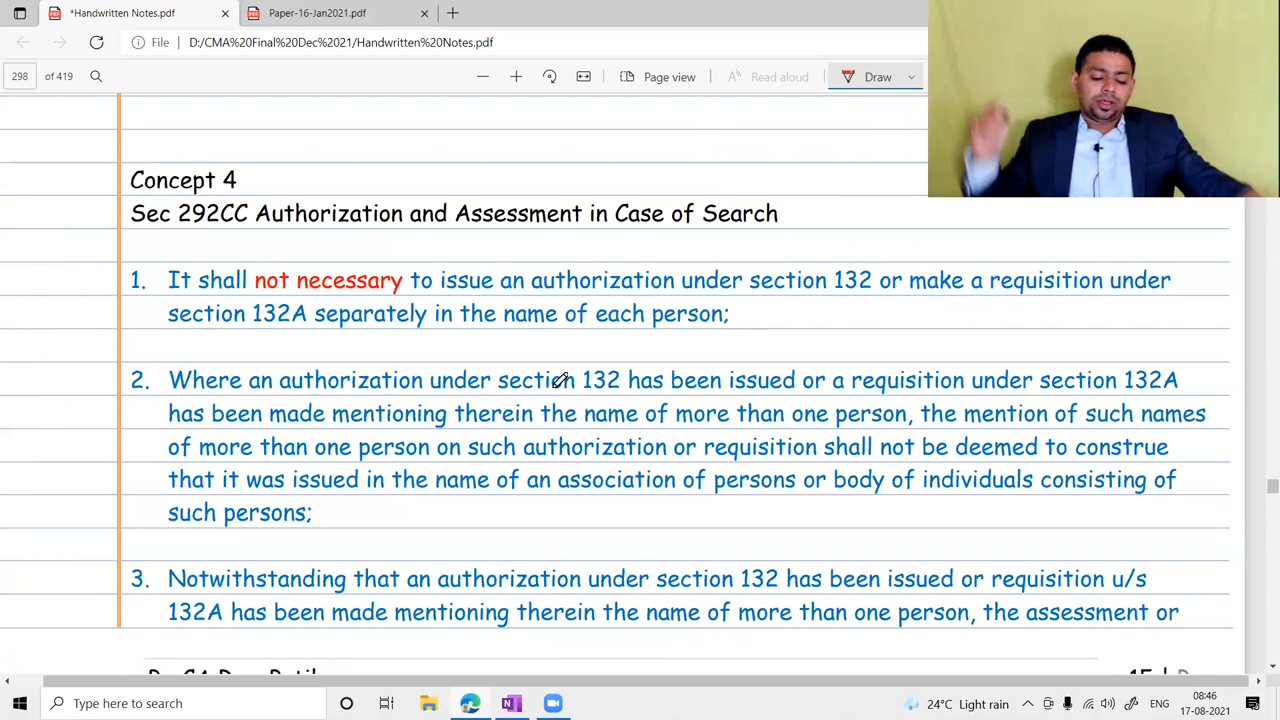 *Handwritten Notes.pdf
Paper-16-Jan2021.pdf
File
D:/CMA%20Final%20Dec%2021/Handwritten%20Notes.pdf
298 of 419
Page view
Read aloud
Draw
Concept 4
Sec 292CC Authorization and Assessment in Case of Search
1. It shall not necessary to issue an authorization under section 132 or make a requisition under
section 132A separately in the name of each person;
2. Where an authorization under section 132 has been issued or a requisition under section 132A
has been made mentioning therein the name of more than one person, the mention of such names
of more than one person on such authorization or requisition shall not be deemed to construe
that it was issued in the name of an association of persons or body of individuals consisting of
such persons;
3. Notwithstanding that an authorization under section 132 has been issued or requisition u/s
132A has been made mentioning therein the name of more than one person, the assessment or
Type here to search
24°C Light rain
ENG
08:46
17-08-2021